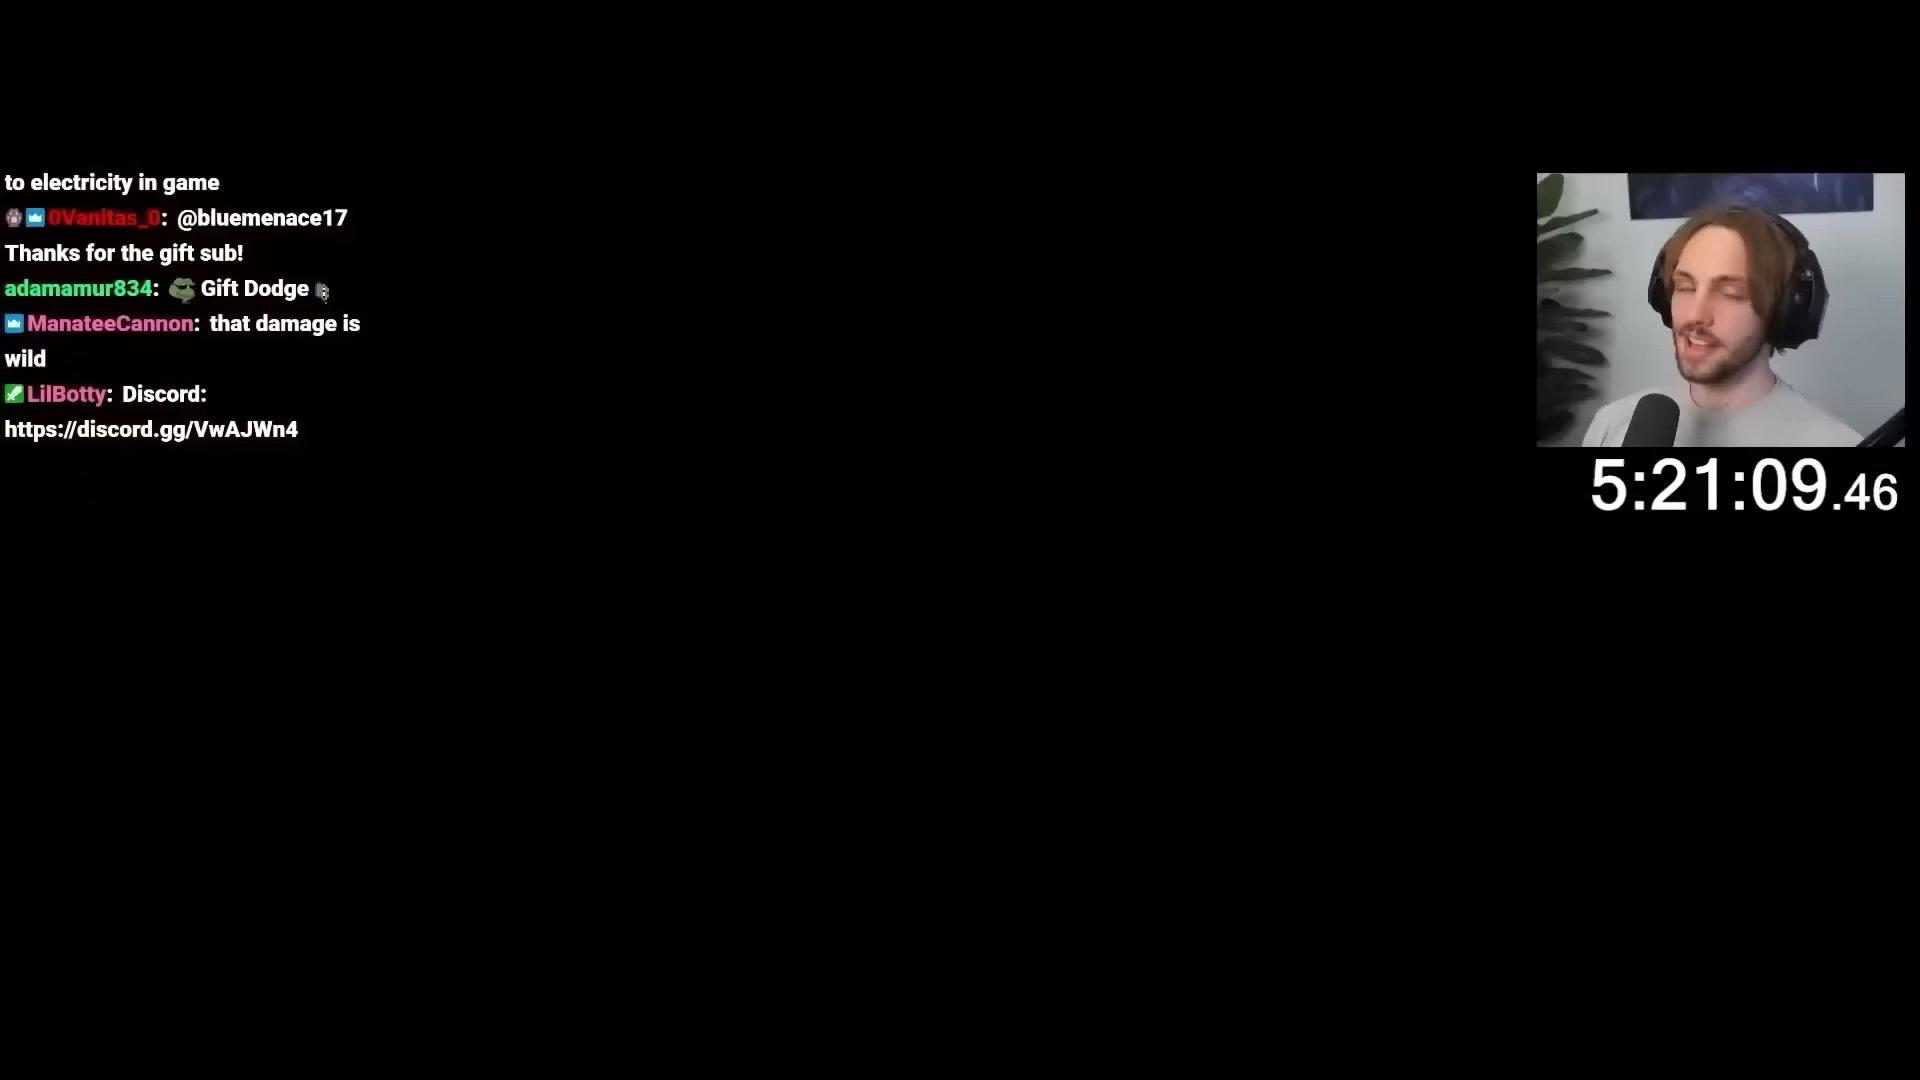 to electricity in game
0Vanitas_0: @bluemenace17
Thanks for the gift sub!
adamamur834: Gift Dodge
ManateeCannon: that damage is
wild
LilBotty: Discord:
https://discord.gg/VwAJWn4
5:21:09.46